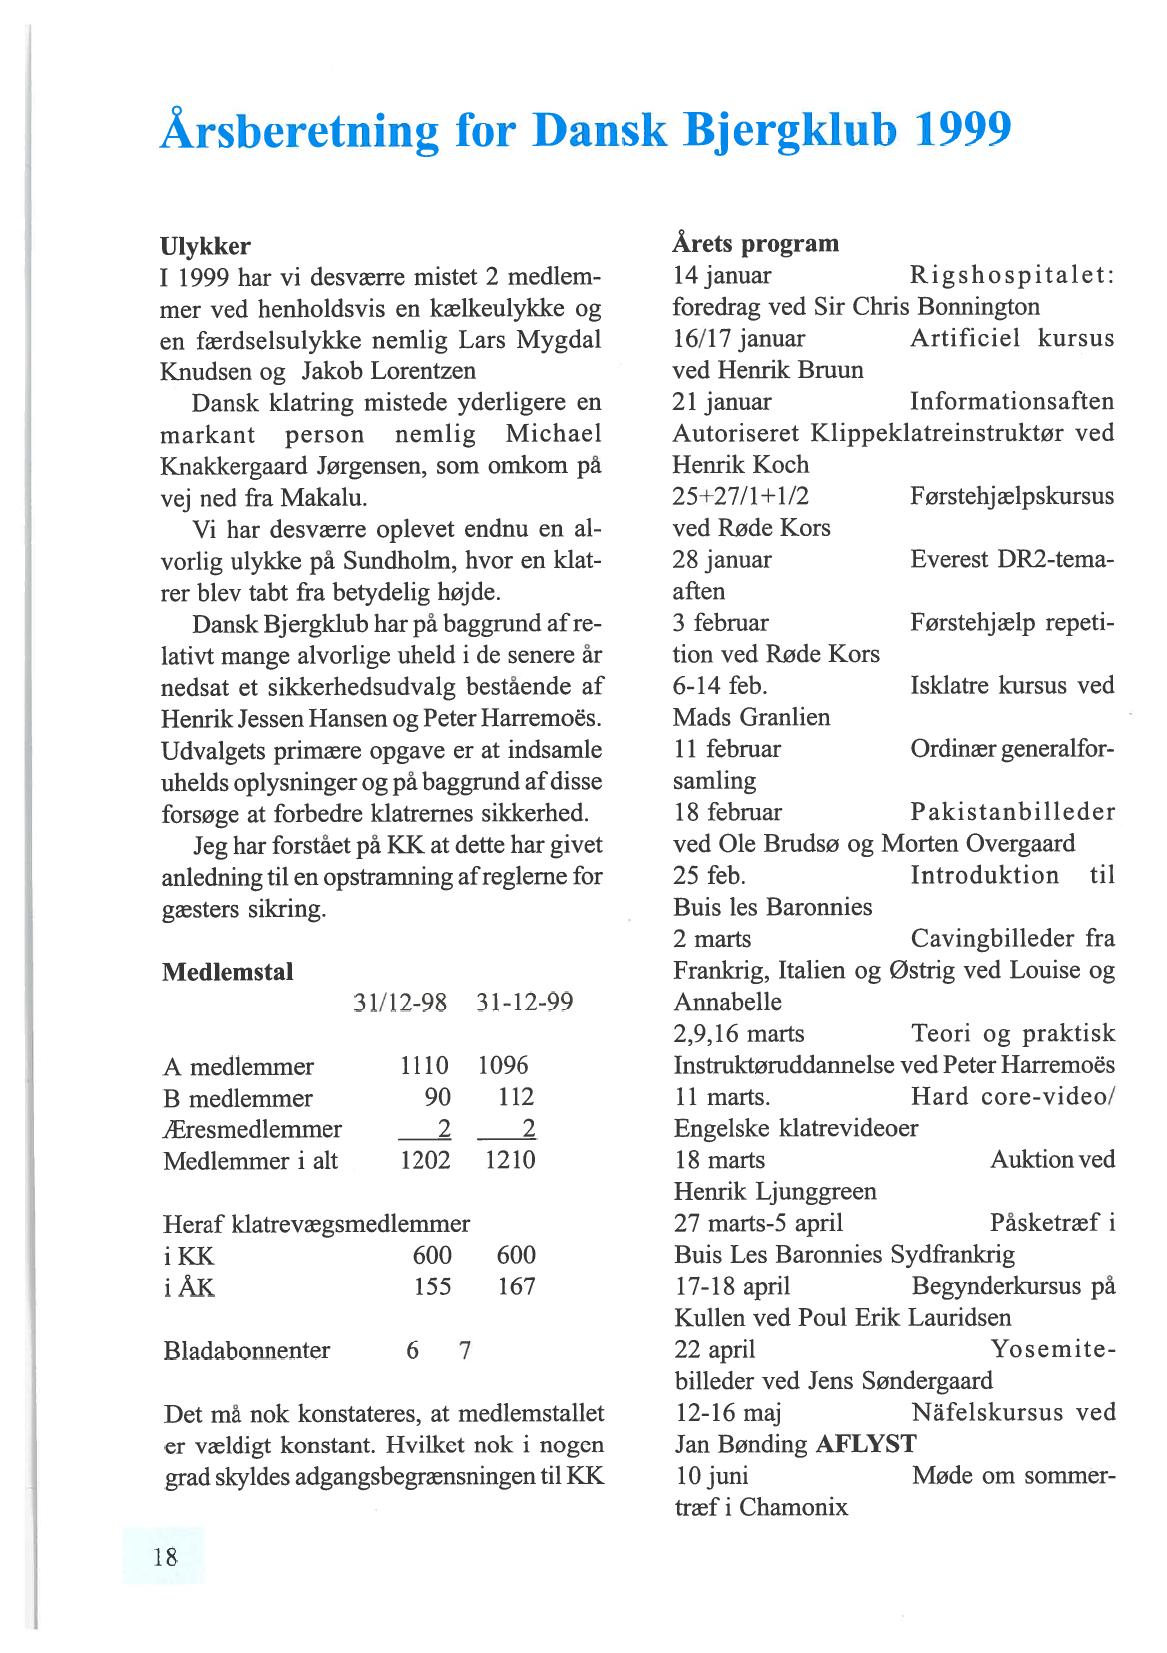 Årsberetning for Dansk Bjergklub 1999
Ulykker
I 1999 har vi desværre mistet 2 medlem-
mer ved henholdsvis en kælkeulykke og
en færdselsulykke nemlig Lars Mygdal
Knudsen og Jakob Lorentzen
Dansk klatring mistede yderligere en
markant person nemlig Michael
Knakkergaard Jørgensen, som omkom på
vej ned fra Makalu.
Vi har desværre oplevet endnu en al-
vorlig ulykke på Sundholm, hvor en klat-
rer blev tabt fra betydelig højde.
Dansk Bjergklub har på baggrund af re-
lativt mange alvorlige uheld i de senere år
nedsat et sikkerhedsudvalg bestående af
Henrik Jessen Hansen og Peter Harremoës.
Udvalgets primære opgave er at indsamle
uhelds oplysninger og på baggrund af disse
forsøge at forbedre klatrernes sikkerhed.
Jeg har forstået på KK at dette har givet
anledning til en opstramning af reglerne for
gæsters sikring.
Medlemstal
31/12-98 31-12-99
A medlemmer 1110 1096
B medlemmer 90 112
Æresmedlemmer 2 2
Medlemmer i alt 1202 1210
Heraf klatrevægsmedlemmer
i KK 600 600
i ÅK 155 167
Bladabonnenter 6 7
Det må nok konstateres, at medlemstallet
er vældigt konstant. Hvilket nok i nogen
grad skyldes adgangsbegrænsningen til KK
Årets program
14 januar Rigshospitalet:
foredrag ved Sir Chris Bonnington
16/17 januar Artificiel kursus
ved Henrik Bruun
21 januar Informationsaften
Autoriseret Klippeklatreinstruktør ved
Henrik Koch
25+27/1+1/2 Førstehjælpskursus
ved Røde Kors
28 januar Everest DR2-tema-
aften
3 februar Førstehjælp repeti-
tion ved Røde Kors
6-14 feb. Isklatre kursus ved
Mads Granlien
11 februar Ordinær generalfor-
samling
18 februar Pakistanbilleder
ved Ole Brudsø og Morten Overgaard
25 feb. Introduktion til
Buis les Baronnies
2 marts Cavingbilleder fra
Frankrig, Italien og Østrig ved Louise og
Annabelle
2,9,16 marts Teori og praktisk
Instruktøruddannelse ved Peter Harremoës
11 marts. Hard core-video/
Engelske klatrevideoer
18 marts Auktion ved
Henrik Ljunggreen
27 marts-5 april Påsketræf i
Buis Les Baronnies Sydfrankrig
17-18 april Begynderkursus på
Kullen ved Poul Erik Lauridsen
22 april Yosemite-
billeder ved Jens Søndergaard
12-16 maj Näfelskursus ved
Jan Bønding AFLYST
10 juni Møde om sommer-
træf i Chamonix
18